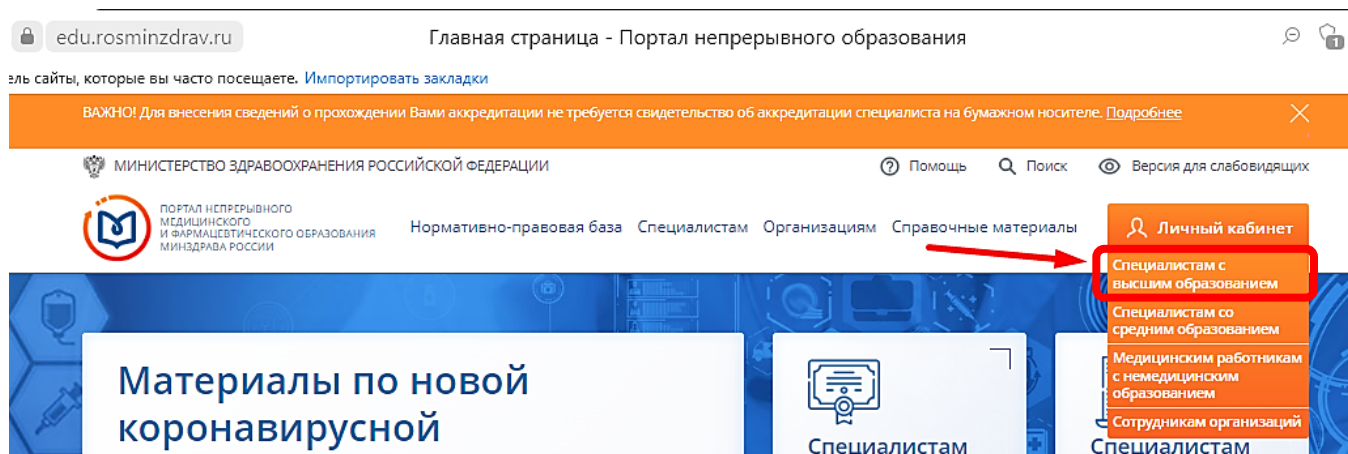 edu.rosminzdrav.ru Главная страница - Портал непрерывного образования
1
сайты, которые вы часто посещаете. Импортировать закладки
ВАЖНО! Для внесения сведений о прохождении Вами аккредитации не требуется свидетельство об аккредитации специалиста на бумажном носителе. Подробнее
МИНИСТЕРСТВО ЗДРАВООХРАНЕНИЯ РОССИЙСКОЙ ФЕДЕРАЦИИ
Помощь Поиск Версия для слабовидящих
ПОРТАЛ НЕПРЕРЫВНОГО
МЕДИЦИНСКОГО
И ФАРМАЦЕВТИЧЕСКОГО ОБРАЗОВАНИЯ
МИНЗДРАВА РОССИИ
Нормативно-правовая база Специалистам Организациям Справочные материалы
Личный кабинет
Специалистам с
высшим образованием
Специалистам со
средним образованием
Медицинским работникам
с немедицинским
образованием
Сотрудникам организаций
Материалы по новой
коронавирусной
Специалистам
Специалистам